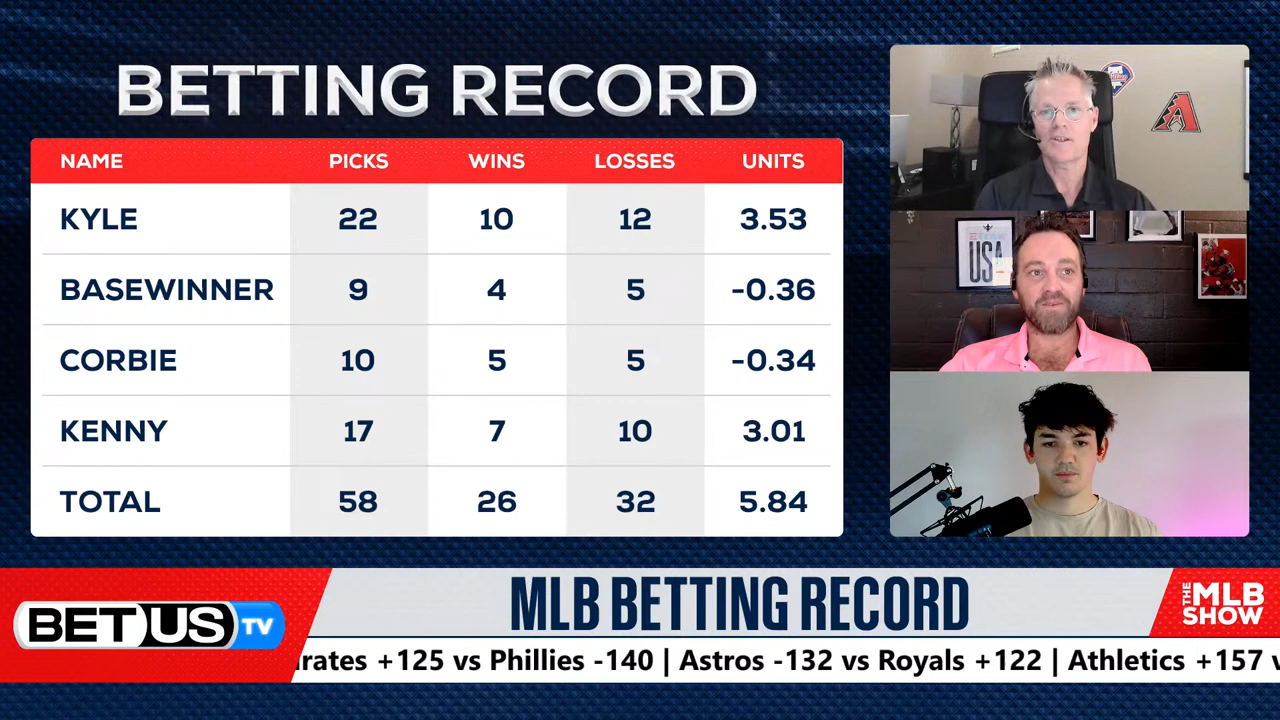 BETTING RECORD
NAME PICKS WINS LOSSES UNITS
KYLE 22 10 12 3.53
BASEWINNER 9 4 5 -0.36
CORBIE 10 5 5 -0.34
KENNY 17 7 10 3.01
TOTAL 58 26 32 5.84
USA
MLB BETTING RECORD
BETUS TV
THE MLB SHOW
rates +125 vs Phillies -140 | Astros -132 vs Royals +122 | Athletics +157 v